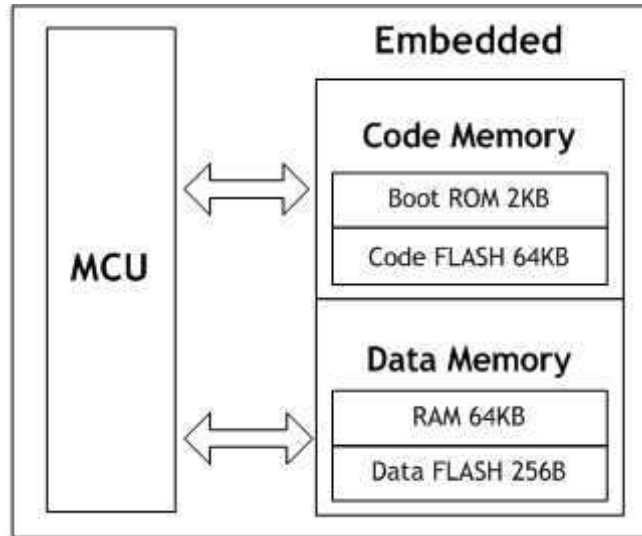 Embedded
MCU
Code Memory
Boot ROM 2KB
Code FLASH 64KB
Data Memory
RAM 64KB
Data FLASH 256B